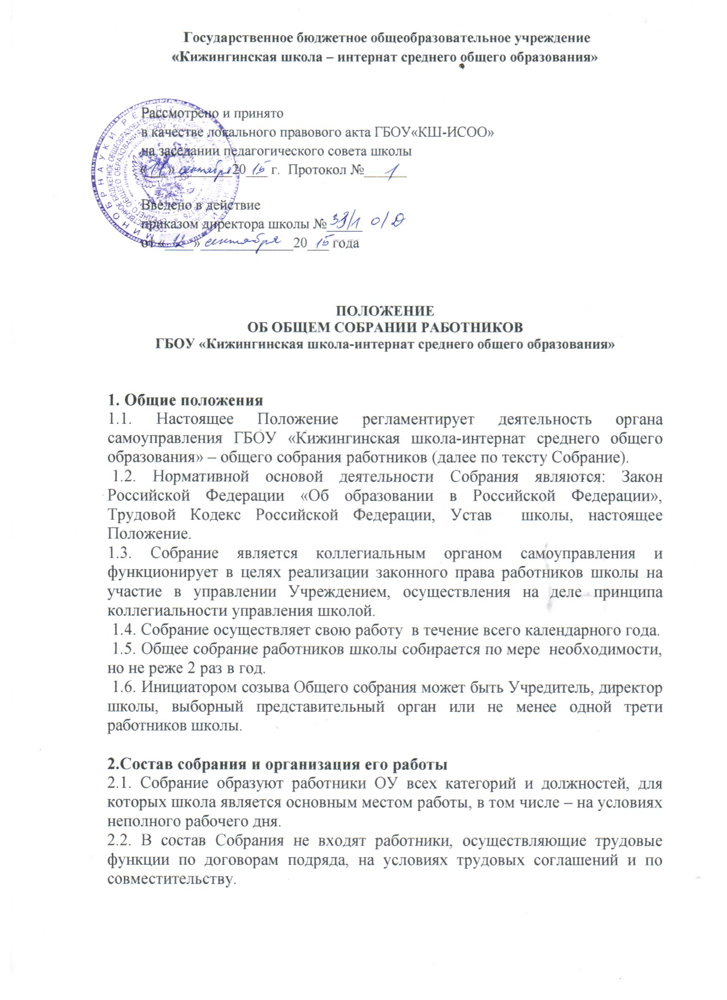 Государственное бюджетное общеобразовательное учреждение
«Кижингинская школа – интернат среднего общего образования»
Рассмотрено и принято
в качестве локального правового акта ГБОУ«КШ-ИСОО»
на заседании педагогического совета школы
«11» сентября 2015 г. Протокол № 1
Введено в действие
приказом директора школы № 39/1 о/д
от «12» сентября 2015 года
ПОЛОЖЕНИЕ
ОБ ОБЩЕМ СОБРАНИИ РАБОТНИКОВ
ГБОУ «Кижингинская школа-интернат среднего общего образования»
1. Общие положения
1.1. Настоящее Положение регламентирует деятельность органа
самоуправления ГБОУ «Кижингинская школа-интернат среднего общего
образования» – общего собрания работников (далее по тексту Собрание).
1.2. Нормативной основой деятельности Собрания являются: Закон
Российской Федерации «Об образовании в Российской Федерации»,
Трудовой Кодекс Российской Федерации, Устав школы, настоящее
Положение.
1.3. Собрание является коллегиальным органом самоуправления и
функционирует в целях реализации законного права работников школы на
участие в управлении Учреждением, осуществления на деле принципа
коллегиальности управления школой.
1.4. Собрание осуществляет свою работу в течение всего календарного года.
1.5. Общее собрание работников школы собирается по мере необходимости,
но не реже 2 раз в год.
1.6. Инициатором созыва Общего собрания может быть Учредитель, директор
школы, выборный представительный орган или не менее одной трети
работников школы.
2.Состав собрания и организация его работы
2.1. Собрание образуют работники ОУ всех категорий и должностей, для
которых школа является основным местом работы, в том числе – на условиях
неполного рабочего дня.
2.2. В состав Собрания не входят работники, осуществляющие трудовые
функции по договорам подряда, на условиях трудовых соглашений и по
совместительству.